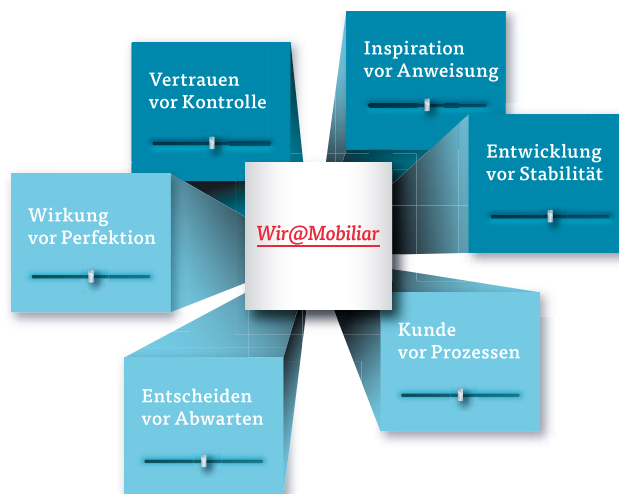 Inspiration
vor Anweisung
Vertrauen
vor Kontrolle
Entwicklung
vor Stabilität
Wirkung
vor Perfektion
Wir@Mobiliar
Kunde
vor Prozessen
Entscheiden
vor Abwarten